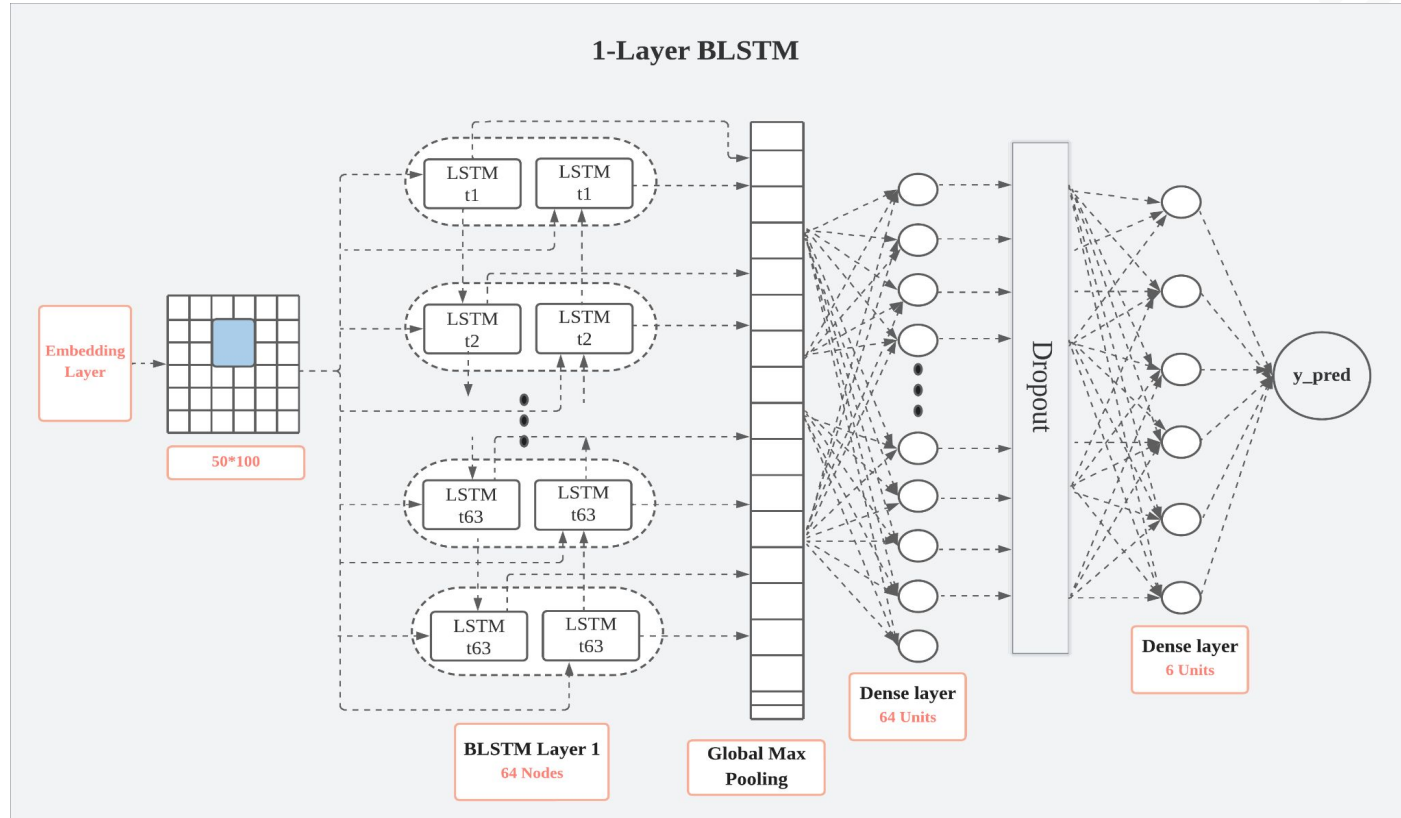 1-Layer BLSTM
Embedding
Layer
50*100
LSTM
t1
LSTM
t1
LSTM
t2
LSTM
t2
LSTM
t63
LSTM
t63
LSTM
t63
LSTM
t63
BLSTM Layer 1
64 Nodes
Global Max
Pooling
Dense layer
64 Units
Dropout
Dense layer
6 Units
y_pred